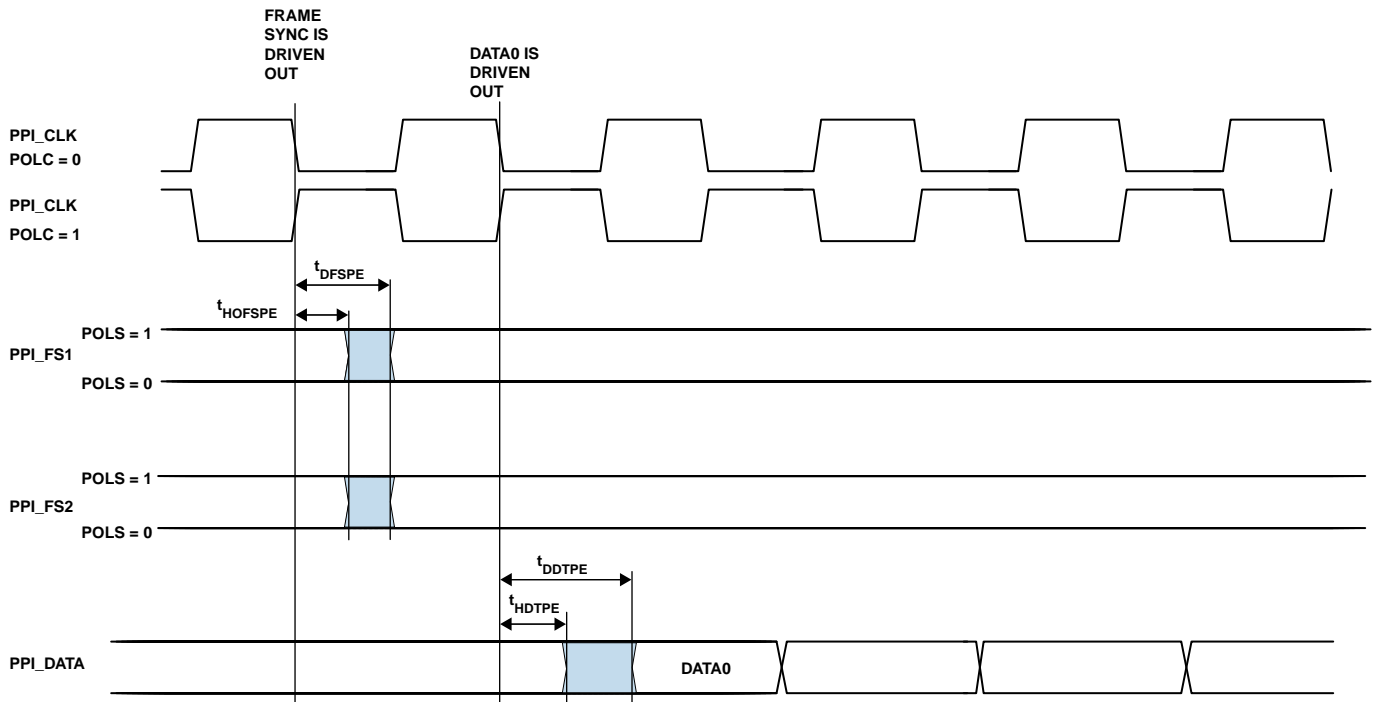 FRAME
SYNC IS
DRIVEN
OUT
DATA0 IS
DRIVEN
OUT
PPI_CLK
POLC = 0
PPI_CLK
POLC = 1
tDFSPE
tHOFSPE
POLS = 1
PPI_FS1
POLS = 0
POLS = 1
PPI_FS2
POLS = 0
tDDTPE
tHDTPE
PPI_DATA
DATA0